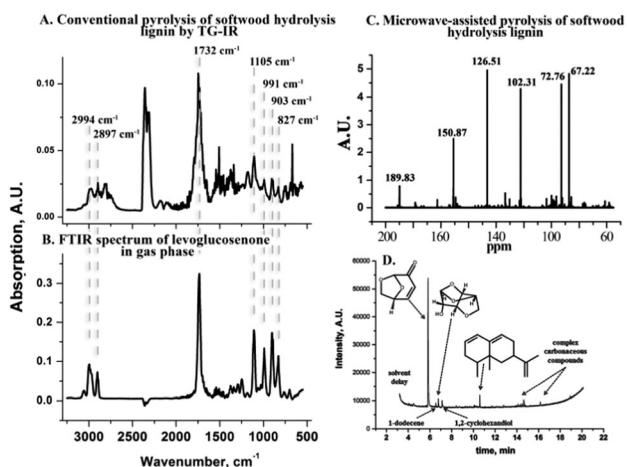 A. Conventional pyrolysis of softwood hydrolysis
lignin by TG-IR
1732 cm-1
1105 cm-1
991 cm-1
903 cm-1
827 cm-1
2994 cm-1
2897 cm-1
0.10
0.05
0.00
Absorption, A.U.
B. FTIR spectrum of levoglucosenone
in gas phase
0.3
0.2
0.1
0.0
3000 2500 2000 1500 1000 500
Wavenumber, cm-1
C. Microwave-assisted pyrolysis of softwood
hydrolysis lignin
A.U.
5
4
3
2
1
0
126.51
102.31
72.76
67.22
150.87
189.83
200 180 160 140 120 100 80 60
ppm
D.
Intensity, A.U.
60000
50000
40000
30000
20000
10000
0
O
O
O
H
O
H
H
O
HO
H
O
solvent
delay
complex
carbonaceous
compounds
1-dodecene
1,2-cyclohexandiol
2 4 6 8 10 12 14 16 18 20 22
time, min